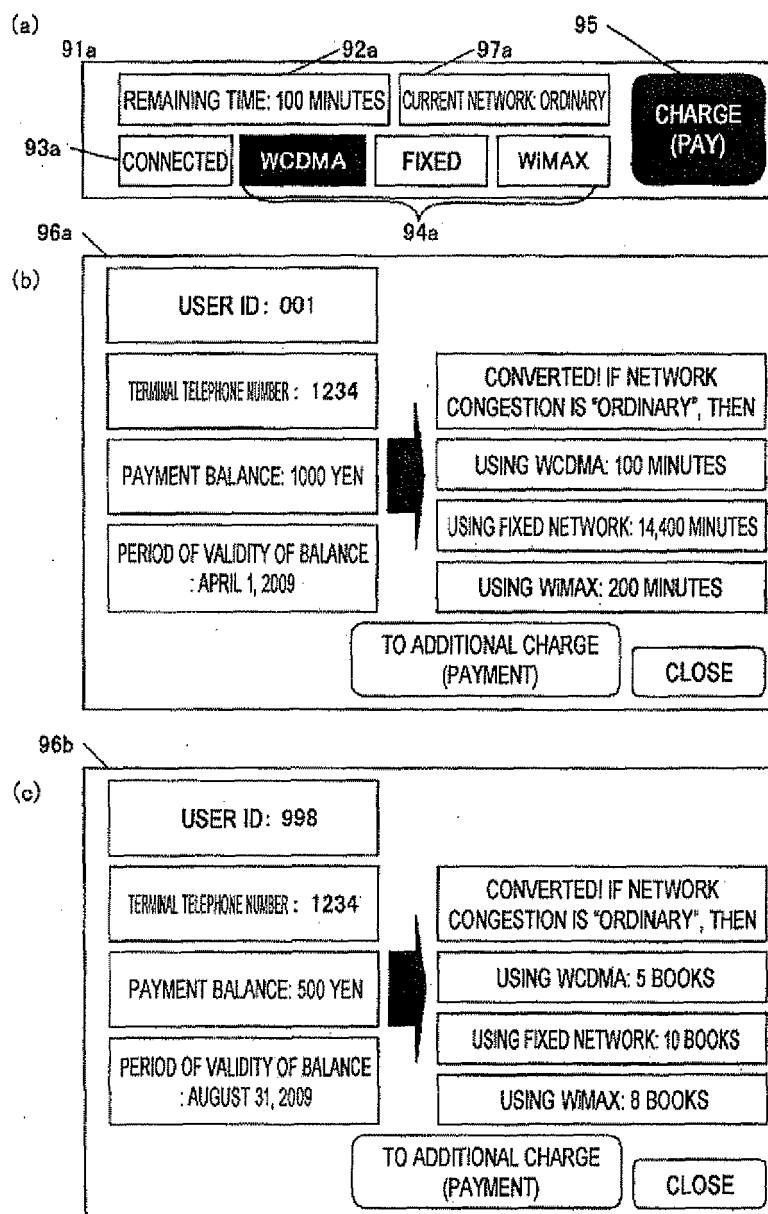 (a)
91a
92a
97a
95
REMAINING TIME: 100 MINUTES
CURRENT NETWORK: ORDINARY
CHARGE
(PAY)
93a
CONNECTED
WCDMA
FIXED
WiMAX
94a
96a
(b)
USER ID: 001
TERMINAL TELEPHONE NUMBER : 1234
PAYMENT BALANCE: 1000 YEN
PERIOD OF VALIDITY OF BALANCE
: APRIL 1, 2009
CONVERTED! IF NETWORK
CONGESTION IS "ORDINARY", THEN
USING WCDMA: 100 MINUTES
USING FIXED NETWORK: 14,400 MINUTES
USING WiMAX: 200 MINUTES
TO ADDITIONAL CHARGE
(PAYMENT)
CLOSE
96b
(c)
USER ID: 998
TERMINAL TELEPHONE NUMBER : 1234
PAYMENT BALANCE: 500 YEN
PERIOD OF VALIDITY OF BALANCE
: AUGUST 31, 2009
CONVERTED! IF NETWORK
CONGESTION IS "ORDINARY", THEN
USING WCDMA: 5 BOOKS
USING FIXED NETWORK: 10 BOOKS
USING WiMAX: 8 BOOKS
TO ADDITIONAL CHARGE
(PAYMENT)
CLOSE